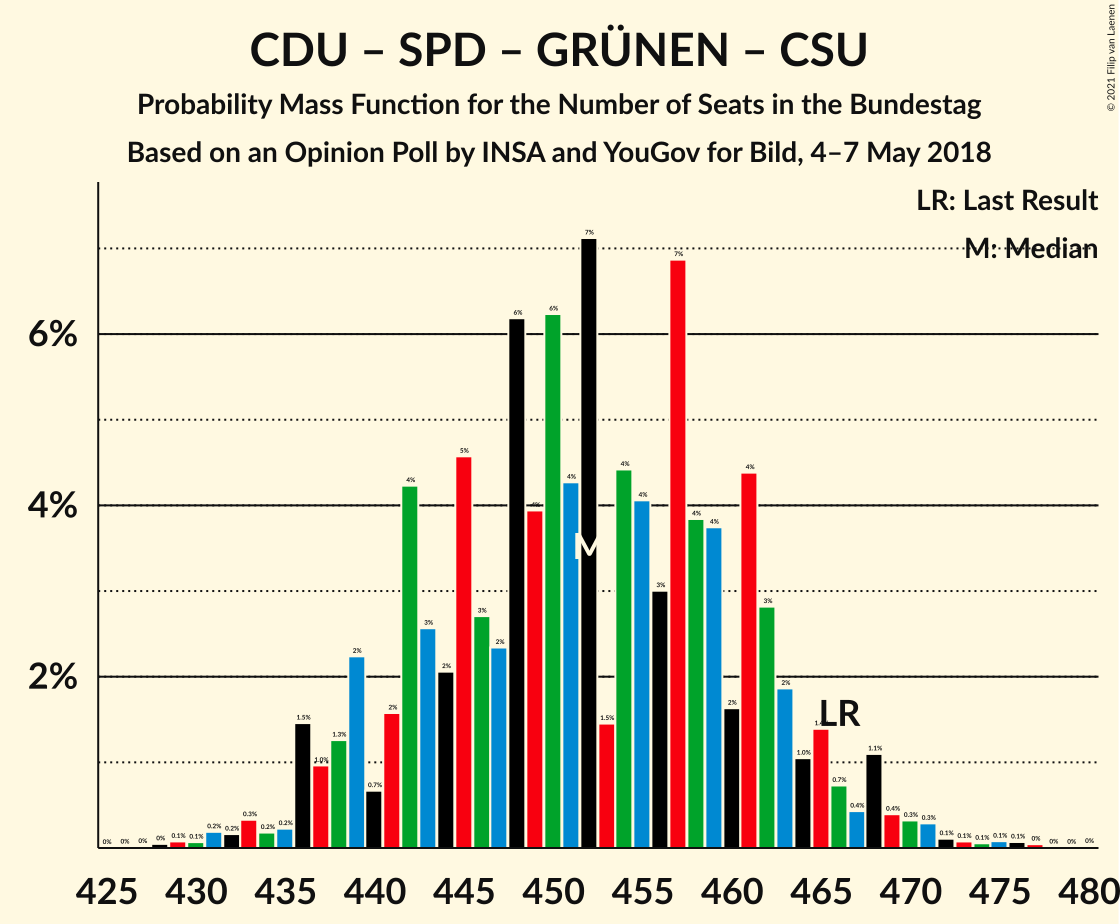 CDU – SPD – GRÜNEN – CSU
Probability Mass Function for the Number of Seats in the Bundestag
Based on an Opinion Poll by INSA and YouGov for Bild, 4–7 May 2018
© 2021 Filip van Laenen
LR: Last Result
M: Median
6%
4%
2%
0% 0% 0% 0% 0.1% 0.1% 0.2% 0.2% 0.3% 0.2% 0.2% 1.5% 1.0% 1.3% 2% 0.7% 2% 4% 3% 2% 5% 3% 2% 6% 4% 6% 4% 7% 1.5% 4% 4% 3% 7% 4% 4% 2% 4% 3% 2% 1.0% 0.7% 0.4% 1.1% 0.4% 0.3% 0.3% 0.1% 0.1% 0.1% 0.1% 0.1% 0% 0% 0% 0%
M
LR
425 430 435 440 445 450 455 460 465 470 475 480